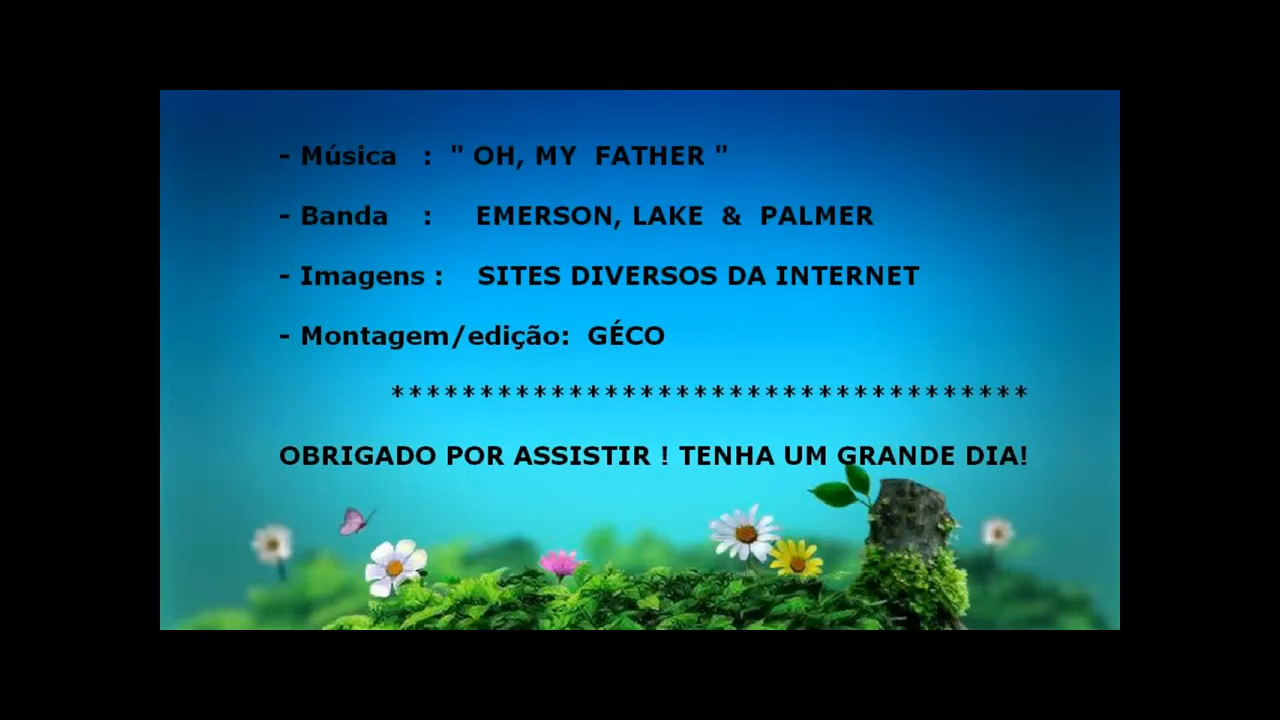 - Música : " OH, MY FATHER "
- Banda : EMERSON, LAKE & PALMER
- Imagens : SITES DIVERSOS DA INTERNET
- Montagem/edição: GÉCO
************************************
OBRIGADO POR ASSISTIR ! TENHA UM GRANDE DIA!